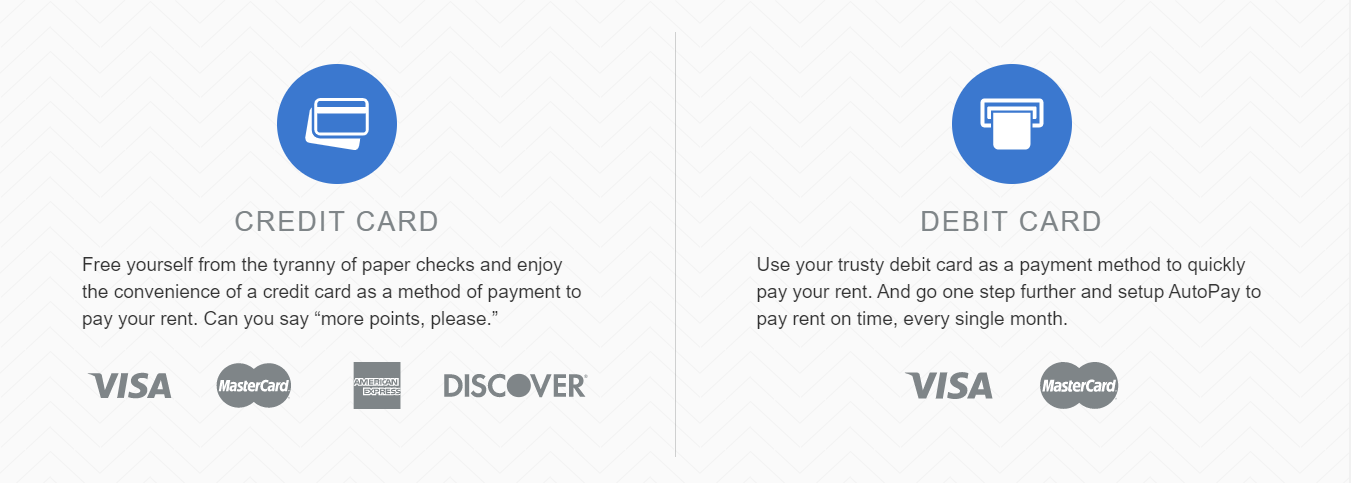 CREDIT CARD
Free yourself from the tyranny of paper checks and enjoy
the convenience of a credit card as a method of payment to
pay your rent. Can you say “more points, please.”
VISA MasterCard AMERICAN EXPRESS DISCOVER
DEBIT CARD
Use your trusty debit card as a payment method to quickly
pay your rent. And go one step further and setup AutoPay to
pay rent on time, every single month.
VISA MasterCard